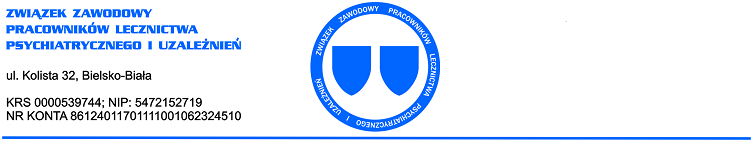 ZWIĄZEK ZAWODOWY
PRACOWNIKÓW LECZNICTWA
PSYCHIATRYCZNEGO I UZALEŻNIEŃ
ul. Kolista 32, Bielsko-Biała
KRS 0000539744; NIP: 5472152719
NR KONTA 86124011701111001062324510
ZWIĄZEK ZAWODOWY PRACOWNIKÓW LECZNICTWA PSYCHIATRYCZNEGO I UZALEŻNIEŃ